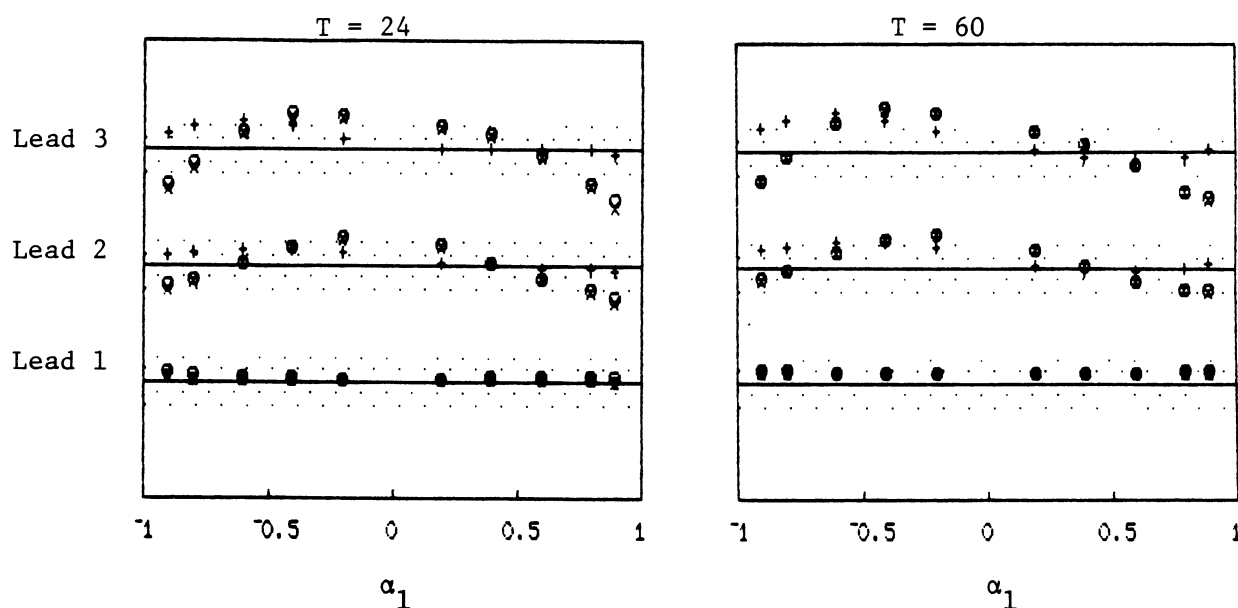 T = 24
T = 60
Lead 3
Lead 2
Lead 1
-1 -0.5 0 0.5 1
-1 -0.5 0 0.5 1
α1
α1